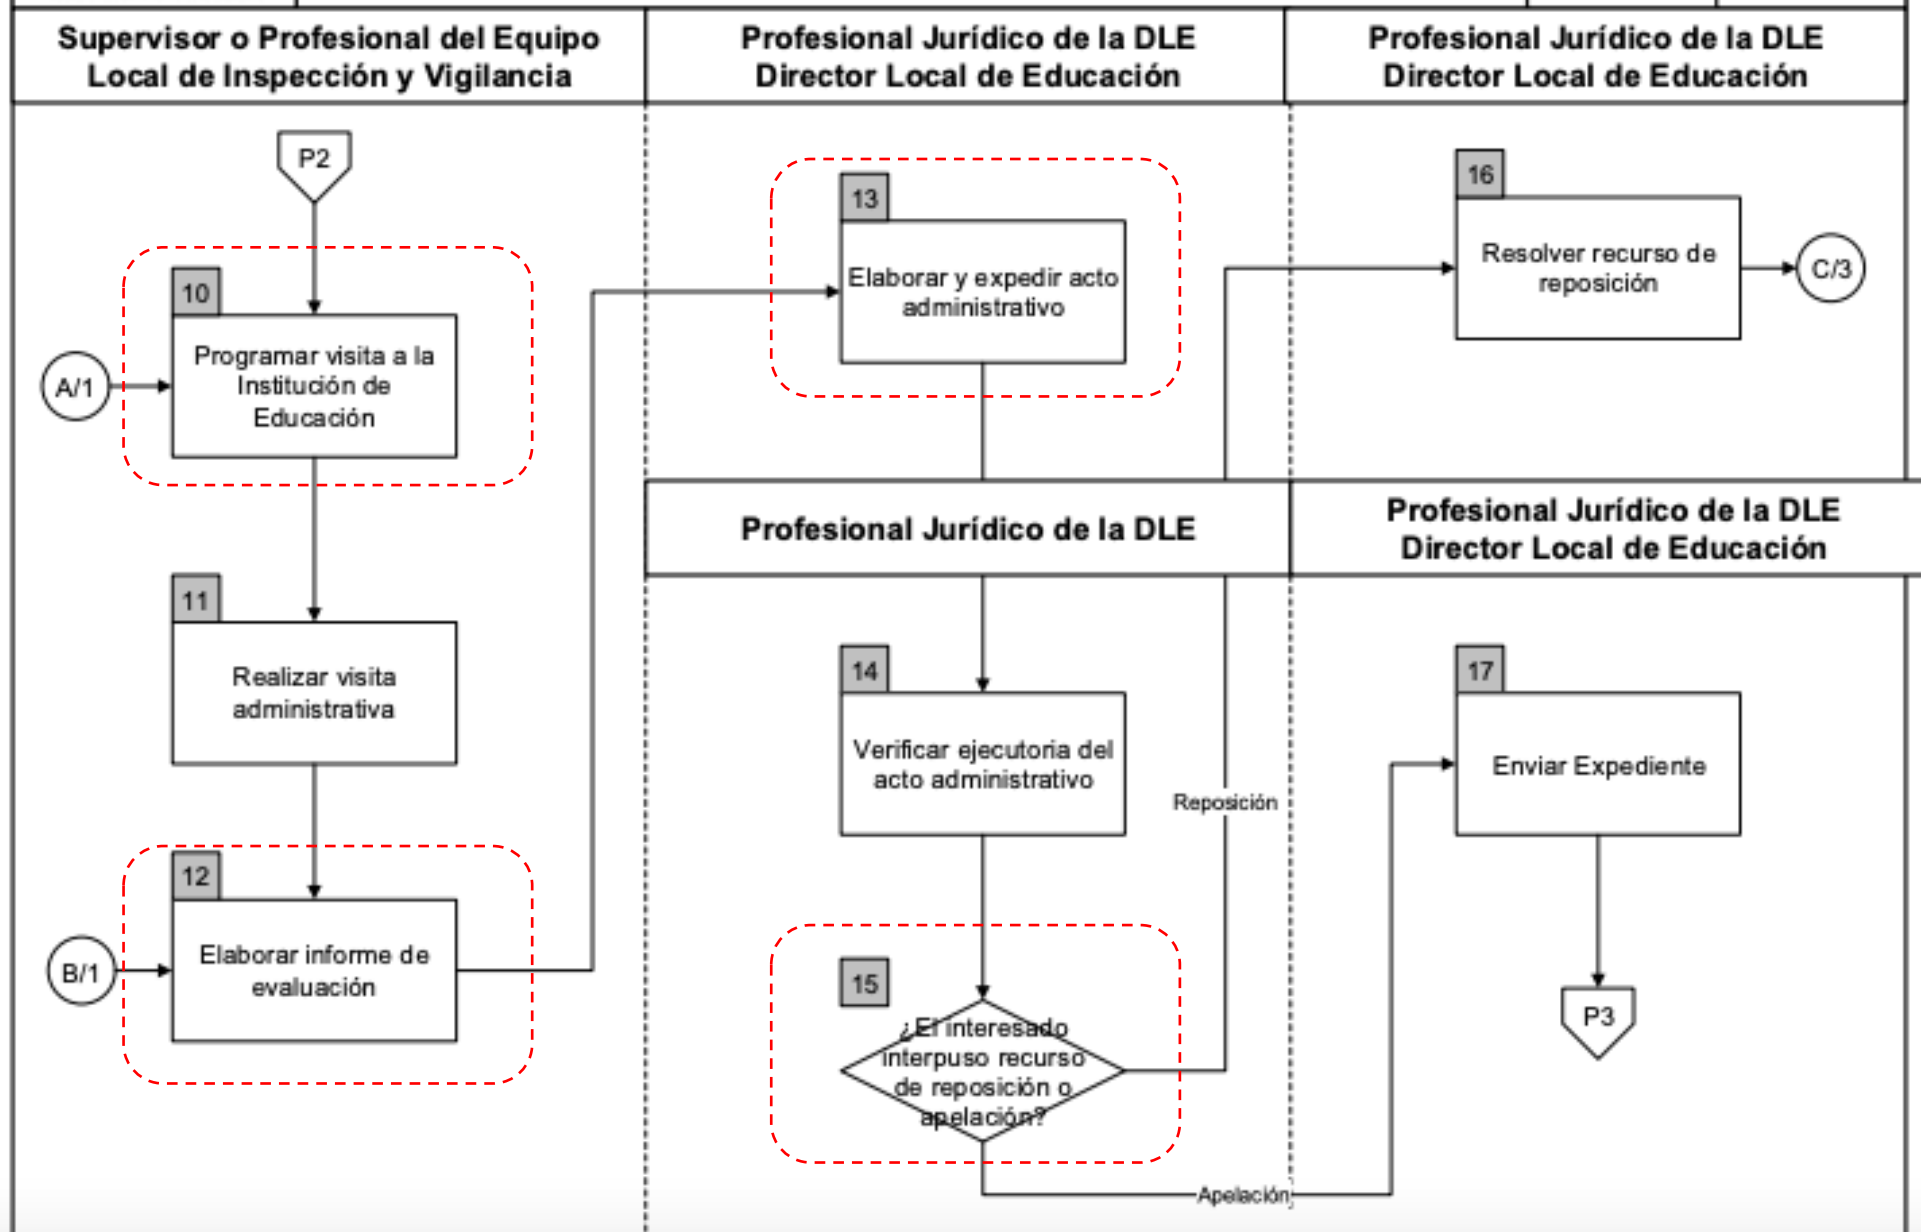 Supervisor o Profesional del Equipo
Local de Inspección y Vigilancia
Profesional Jurídico de la DLE
Director Local de Educación
Profesional Jurídico de la DLE
Director Local de Educación
P2
10
Programar visita a la
Institución de
Educación
A/1
11
Realizar visita
administrativa
12
Elaborar informe de
evaluación
B/1
13
Elaborar y expedir acto
administrativo
Profesional Jurídico de la DLE
14
Verificar ejecutoria del
acto administrativo
Reposición
15
¿El interesado
interpuso recurso
de reposición o
apelación?
Apelación
16
Resolver recurso de
reposición
C/3
Profesional Jurídico de la DLE
Director Local de Educación
17
Enviar Expediente
P3